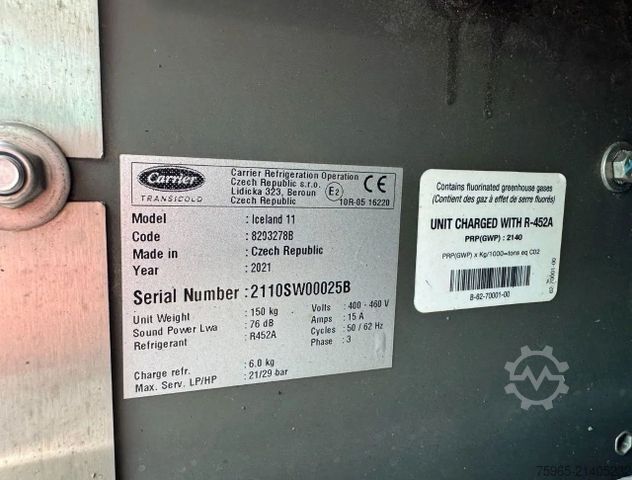 Carrier
TRANSICOLD
Carrier Refrigeration Operation
Czech Republic s.r.o.
Lidicka 323, Beroun
Czech Republic
E2
10R-05 16220
CE
Model : Iceland 11
Code : 8293278B
Made in : Czech Republic
Year : 2021
Serial Number :2110SW00025B
Unit Weight : 150 kg Volts : 400 - 460 V
Sound Power Lwa : 76 dB Amps : 15 A
Refrigerant : R452A Cycles : 50 / 62 Hz
Phase : 3
Charge refr. : 6.0 kg
Max. Serv. LP/HP : 21/29 bar
Contains fluorinated greenhouse gases
(Contient des gaz à effet de serre fluorés)
UNIT CHARGED WITH R-452A
PRP(GWP) : 2140
PRP(GWP) x Kg/1000=tons eq CO2
8-62-70001-00
75965-21405232